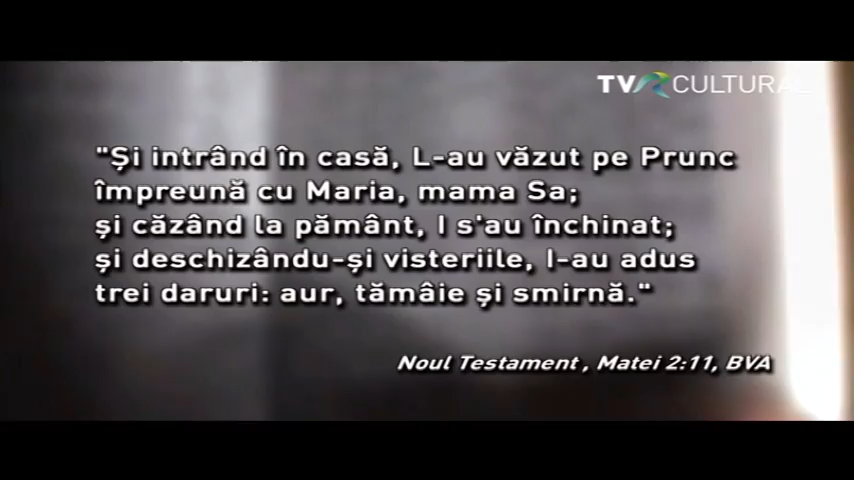 TVR CULTURAL
"Și intrând în casă, L-au văzut pe Prunc
împreună cu Maria, mama Sa;
și căzând la pământ, I s'au închinat;
și deschizându-și visteriile, I-au adus
trei daruri: aur, tămâie și smirnă."
Noul Testament , Matei 2:11, BVA